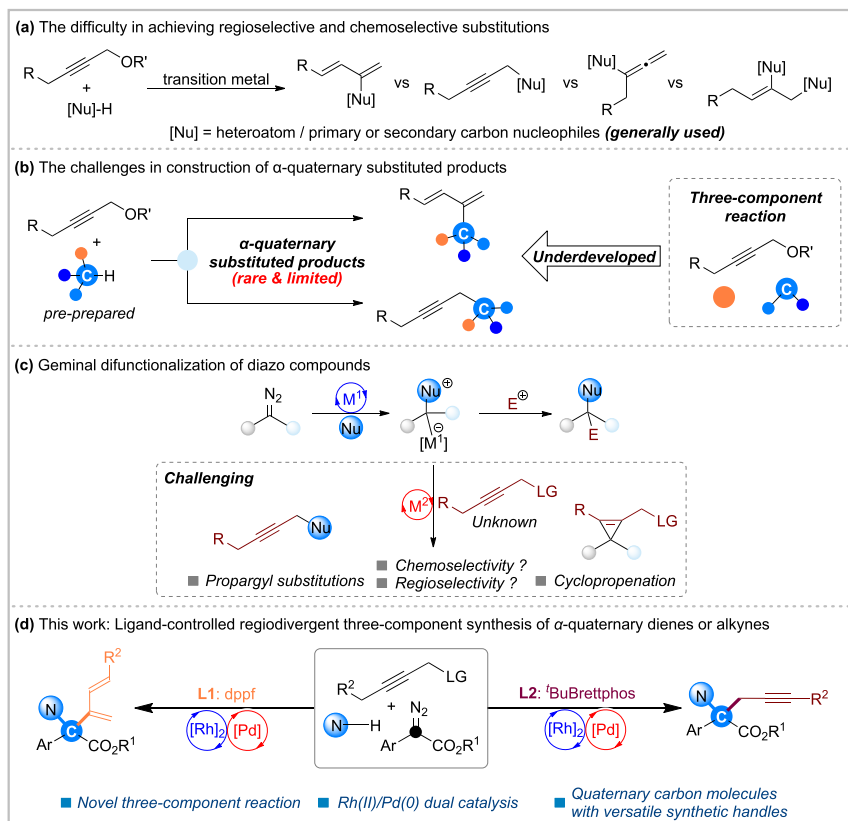 (a) The difficulty in achieving regioselective and chemoselective substitutions
R
OR'
+
[Nu]-H
transition metal
[Nu]
vs
R
[Nu]
vs
[Nu]
R
vs
R
[Nu]
[Nu]
R
[Nu] = heteroatom / primary or secondary carbon nucleophiles (generally used)
(b) The challenges in construction of α-quaternary substituted products
R
OR'
+
C
H
pre-prepared
α-quaternary
substituted products
(rare & limited)
R
C
R
C
Underdeveloped
Three-component
reaction
R
OR'
C
(c) Geminal difunctionalization of diazo compounds
N2
M1
Nu
Nu ⊕
⊖
[M1]
E⊕
Nu
E
Challenging
R
Nu
M2
R
LG
Unknown
R
LG
Chemoselectivity ?
Propargyl substitutions
Regioselectivity ?
Cyclopropenation
(d) This work: Ligand-controlled regiodivergent three-component synthesis of α-quaternary dienes or alkynes
R2
N
C
Ar
CO2R1
L1: dppf
[Rh]2
[Pd]
R2
LG
+
N
H
N2
Ar
CO2R1
L2: tBuBrettphos
[Rh]2
[Pd]
N
C
R2
Ar
CO2R1
Novel three-component reaction
Rh(II)/Pd(0) dual catalysis
Quaternary carbon molecules
with versatile synthetic handles